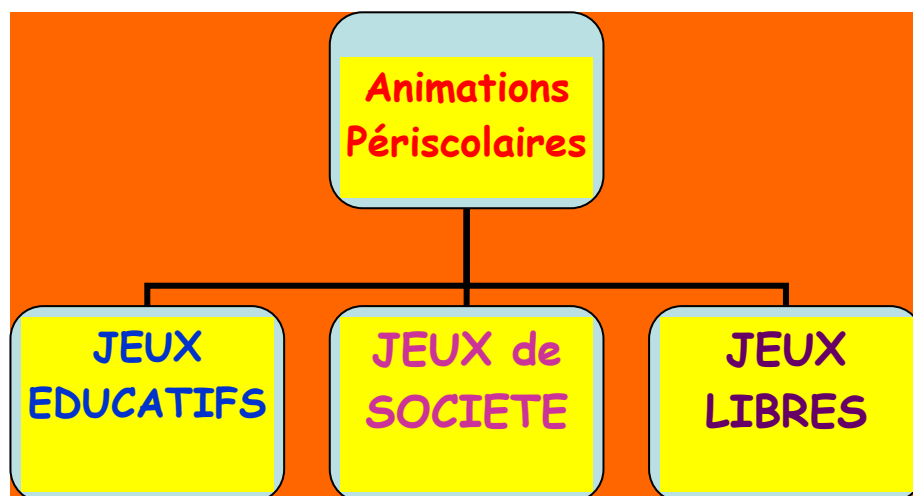 Animations
Périscolaires
JEUX
EDUCATIFS
JEUX de
SOCIETE
JEUX
LIBRES